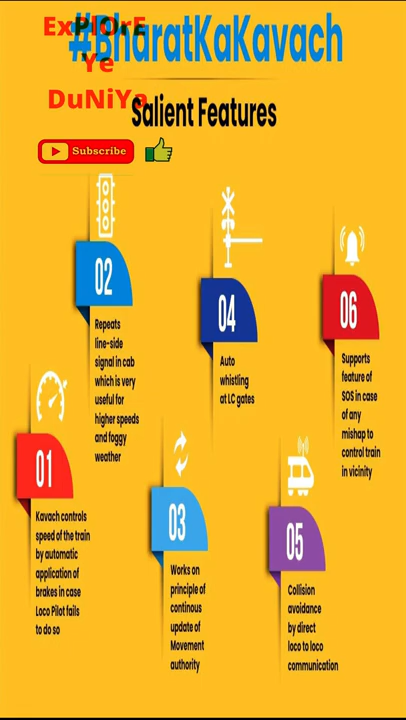 #BharatKaKavach
ExPlOrE
Ye
DuNiYa
Salient Features
Subscribe
01
Kavach controls
speed of the train
by automatic
application of
brakes in case
Loco Pilot fails
to do so
02
Repeats
line-side
signal in cab
which is very
useful for
higher speeds
and foggy
weather
03
Works on
principle of
continous
update of
Movement
authority
04
Auto
whistling
at LC gates
05
Collision
avoidance
by direct
loco to loco
communication
06
Supports
feature of
SOS in case
of any
mishap to
control train
in vicinity